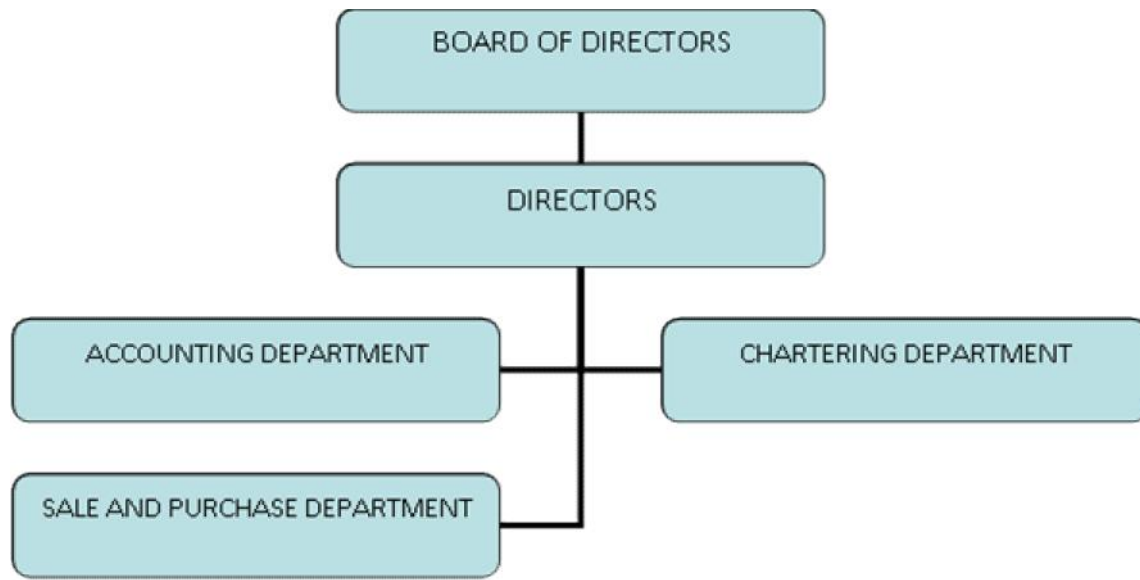 BOARD OF DIRECTORS
DIRECTORS
ACCOUNTING DEPARTMENT
CHARTERING DEPARTMENT
SALE AND PURCHASE DEPARTMENT